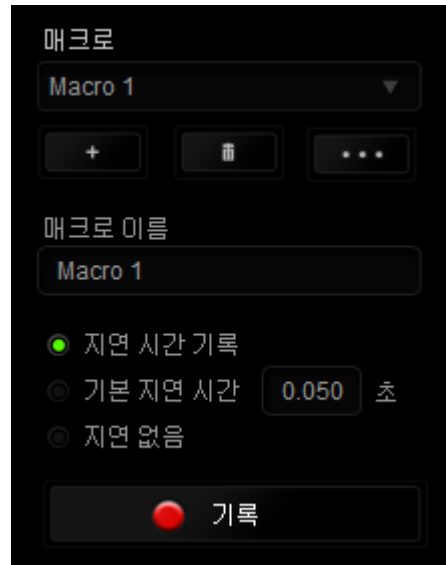 매크로
Macro 1
매크로 이름
Macro 1
지연 시간 기록
기본 지연 시간 0.050 초
지연 없음
기록